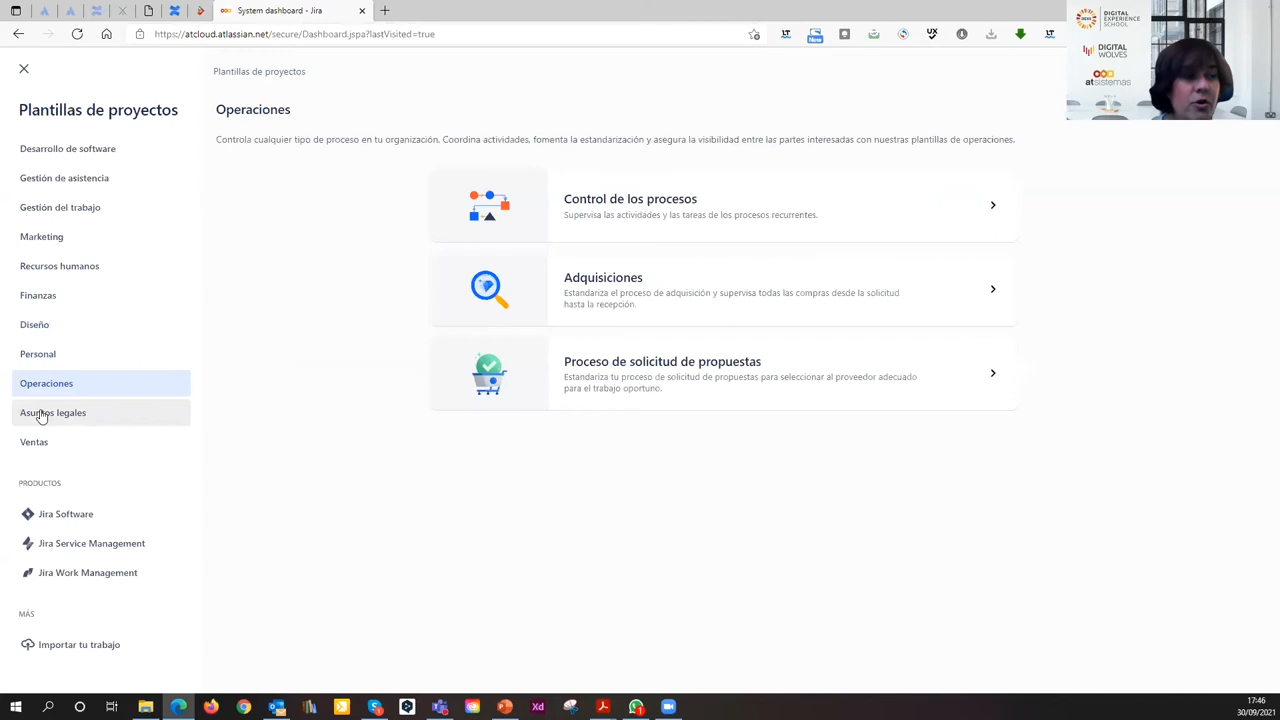 System dashboard - Jira
https://atcloud.atlassian.net/secure/Dashboard.jspa?lastVisited=true
New
DIGITAL
EXPERIENCE
SCHOOL
DIGITAL
WOLVES
atsistemas
Plantillas de proyectos
Plantillas de proyectos
Desarrollo de software
Gestión de asistencia
Gestión del trabajo
Marketing
Recursos humanos
Finanzas
Diseño
Personal
Operaciones
Asuntos legales
Ventas
PRODUCTOS
Jira Software
Jira Service Management
Jira Work Management
MÁS
Importar tu trabajo
Operaciones
Controla cualquier tipo de proceso en tu organización. Coordina actividades, fomenta la estandarización y asegura la visibilidad entre las partes interesadas con nuestras plantillas de operaciones.
Control de los procesos
Supervisa las actividades y las tareas de los procesos recurrentes.
Adquisiciones
Estandariza el proceso de adquisición y supervisa todas las compras desde la solicitud
hasta la recepción.
Proceso de solicitud de propuestas
Estandariza tu proceso de solicitud de propuestas para seleccionar al proveedor adecuado
para el trabajo oportuno.
17:46
30/09/2021